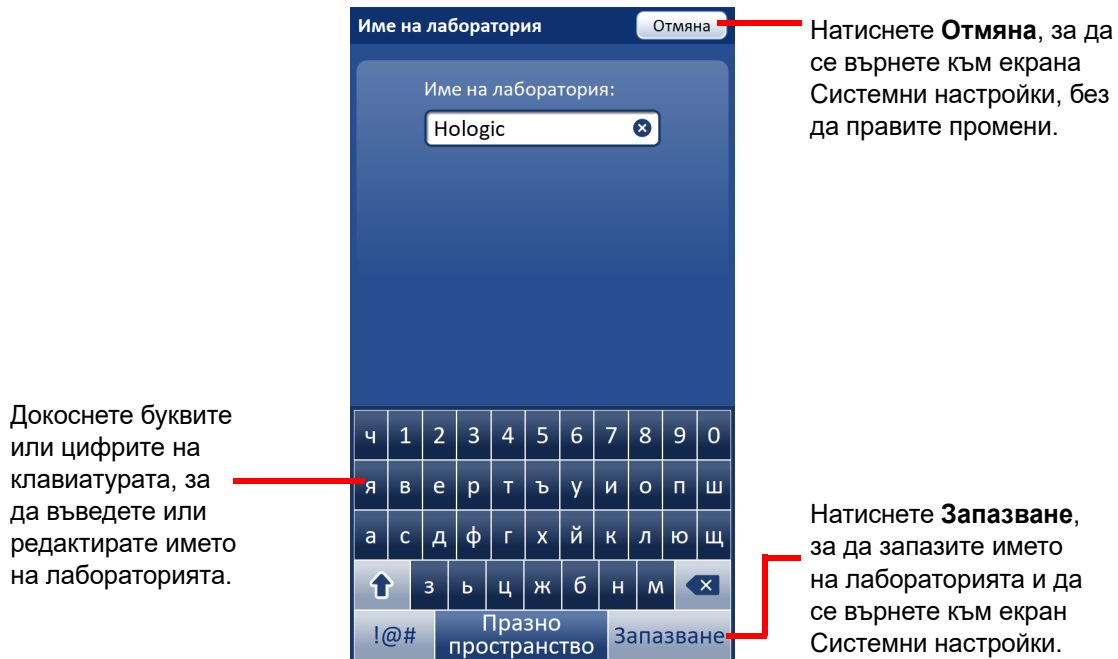 Име на лаборатория
Отмяна
Име на лаборатория:
Hologic
Натиснете Отмяна, за да
се върнете към екрана
Системни настройки, без
да правите промени.
Докоснете буквите
или цифрите на
клавиатурата, за
да въведете или
редактирате името
на лабораторията.
ч 1 2 3 4 5 6 7 8 9 0
я в е р т ъ у и о п ш
а с д ф г х й к л ю щ
з ь ц ж б н м
!@#
Празно
пространство
Запазване
Натиснете Запазване,
за да запазите името
на лабораторията и да
се върнете към екран
Системни настройки.